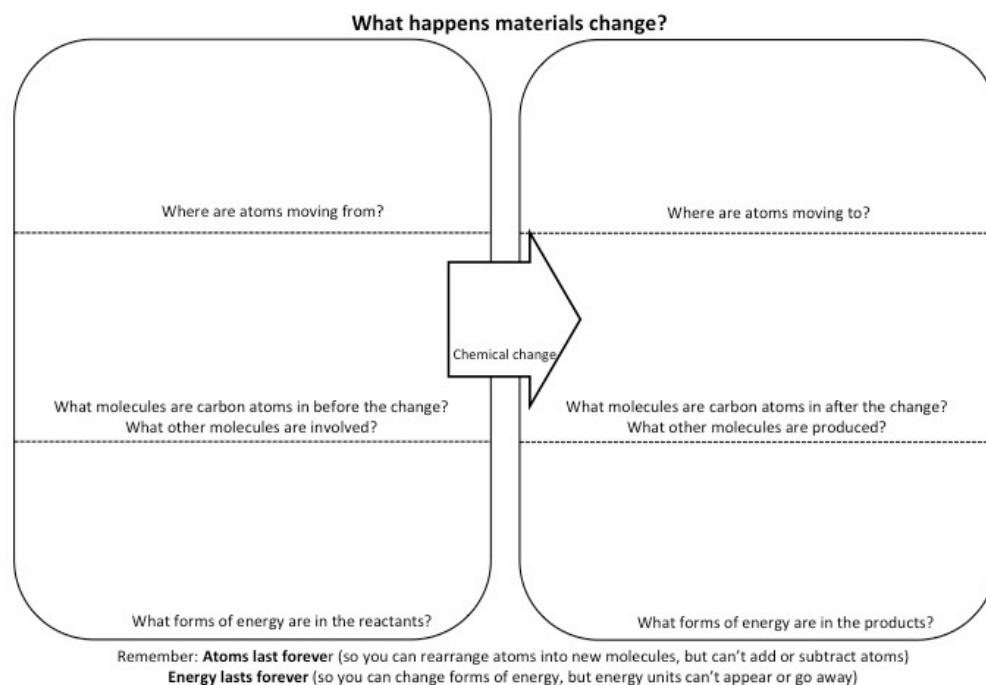 What happens materials change?
Where are atoms moving from?
Where are atoms moving to?
Chemical change
What molecules are carbon atoms in before the change?
What other molecules are involved?
What molecules are carbon atoms in after the change?
What other molecules are produced?
What forms of energy are in the reactants?
What forms of energy are in the products?
Remember: Atoms last forever (so you can rearrange atoms into new molecules, but can't add or subtract atoms)
Energy lasts forever (so you can change forms of energy, but energy units can't appear or go away)